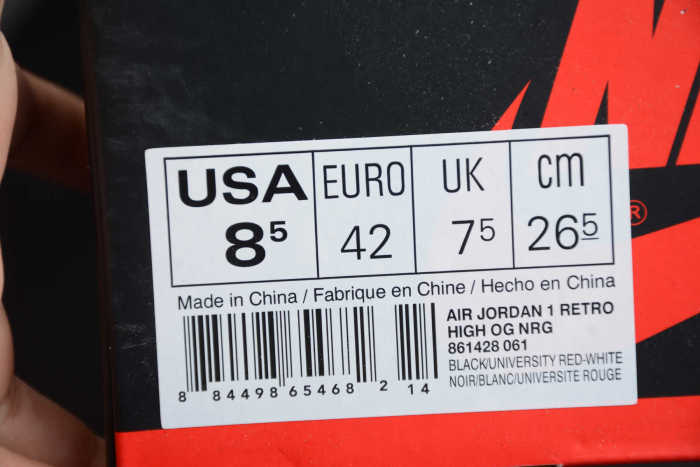 USA EURO UK cm
8⁵ 42 7⁵ 26⁵
Made in China / Fabrique en Chine / Hecho en China
AIR JORDAN 1 RETRO
HIGH OG NRG
861428 061
BLACK/UNIVERSITY RED-WHITE
NOIR/BLANC/UNIVERSITE ROUGE
8 84498 65468 2 14
®